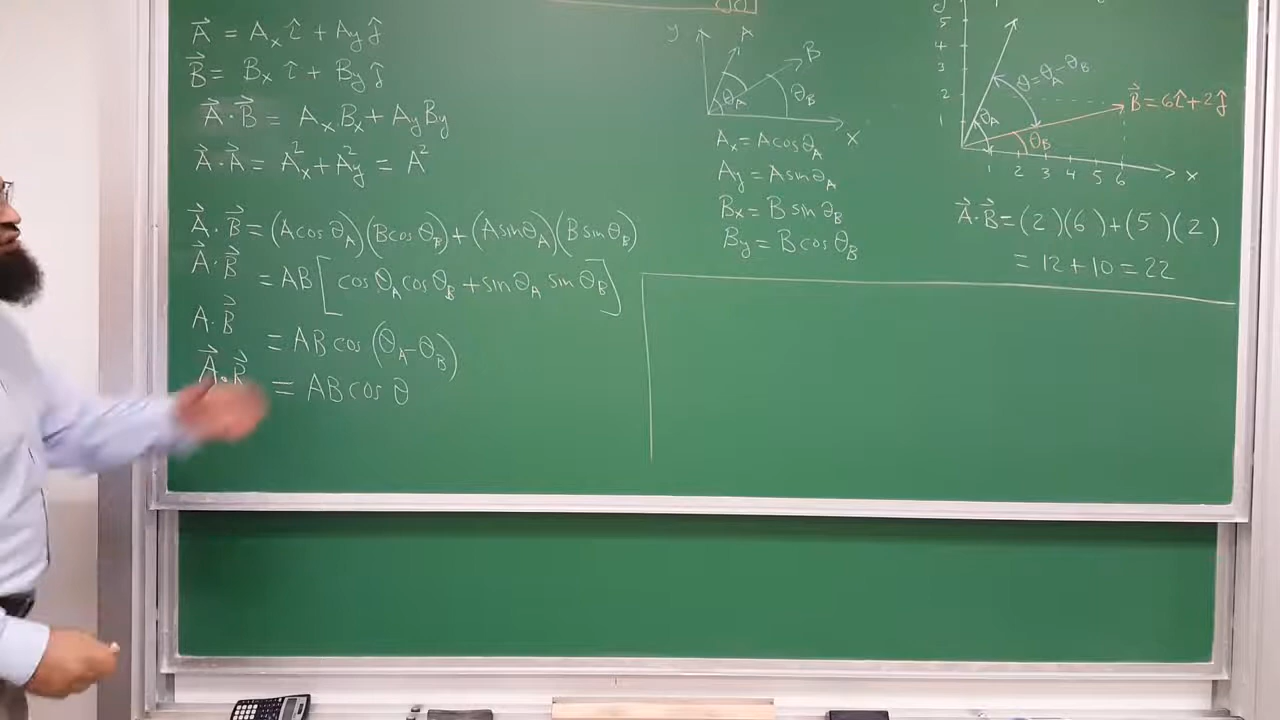 A⃗ = Aₓ î + A_y ĵ
B⃗ = Bₓ î + B_y ĵ
A⃗ · B⃗ = Aₓ.Bₓ + A_y B_y
A⃗ · A⃗ = Aₓ² + A_y² = A²
A⃗ · B⃗ = (A cos θ_A)(B cos θ_B) + (A sin θ_A)(B sin θ_B)
A⃗ · B⃗ = AB[cos θ_A cos θ_B + sin θ_A sin θ_B]
A · B⃗ = AB cos (θ_A − θ_B)
A⃗ · B⃗ = AB cos θ
y
A
B
θ_A
θ_B
x
Aₓ = A cos θ_A
A_y = A sin θ_A
Bₓ = B sin θ_B
B_y = B cos θ_B
5
4
3
2
1
θ = θ_A − θ_B
θ_A
θ_B
B⃗ = 6î + 2ĵ
1 2 3 4 5 6
x
A⃗ · B⃗ = (2)(6) + (5)(2)
= 12 + 10 = 22